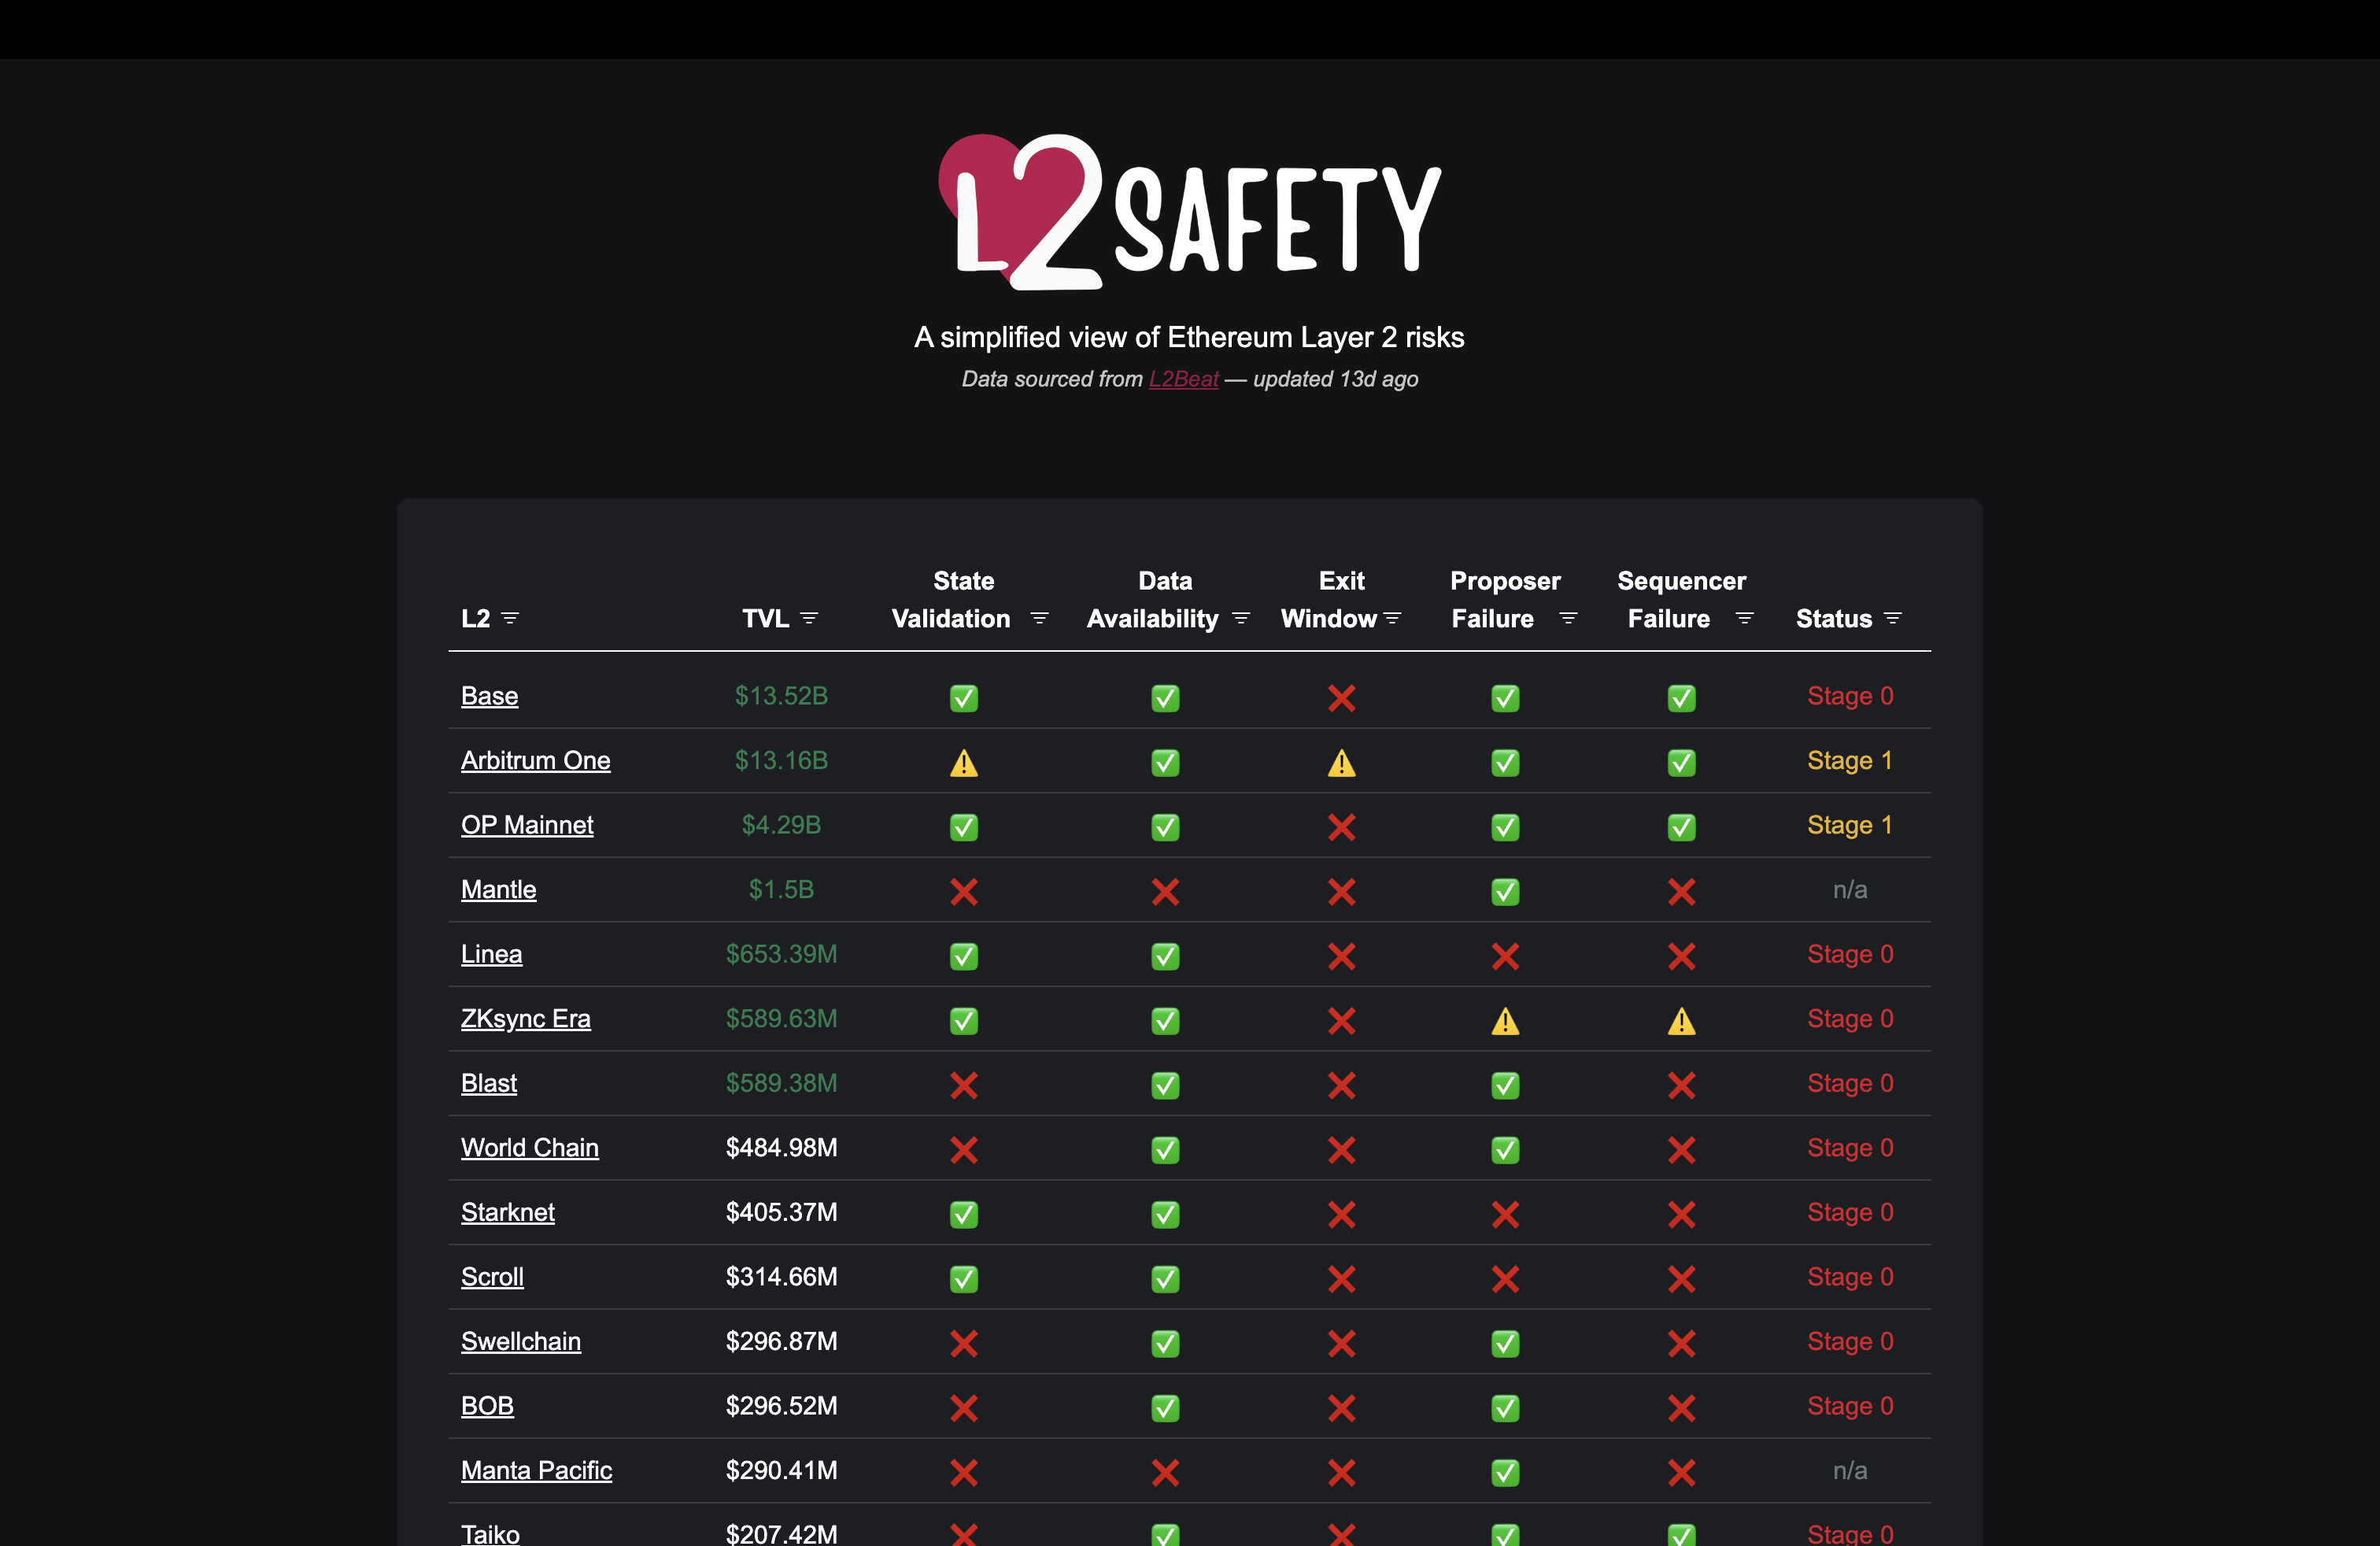 L2 SAFETY
A simplified view of Ethereum Layer 2 risks
Data sourced from L2Beat — updated 13d ago
L2 TVL State Validation Data Availability Exit Window Proposer Failure Sequencer Failure Status
Base $13.52B ✅ ✅ ❌ ✅ ✅ Stage 0
Arbitrum One $13.16B ⚠️ ✅ ⚠️ ✅ ✅ Stage 1
OP Mainnet $4.29B ✅ ✅ ❌ ✅ ✅ Stage 1
Mantle $1.5B ❌ ❌ ❌ ✅ ❌ n/a
Linea $653.39M ✅ ✅ ❌ ❌ ❌ Stage 0
ZKsync Era $589.63M ✅ ✅ ❌ ⚠️ ⚠️ Stage 0
Blast $589.38M ❌ ✅ ❌ ✅ ❌ Stage 0
World Chain $484.98M ❌ ✅ ❌ ✅ ❌ Stage 0
Starknet $405.37M ✅ ✅ ❌ ❌ ❌ Stage 0
Scroll $314.66M ✅ ✅ ❌ ❌ ❌ Stage 0
Swellchain $296.87M ❌ ✅ ❌ ✅ ❌ Stage 0
BOB $296.52M ❌ ✅ ❌ ✅ ❌ Stage 0
Manta Pacific $290.41M ❌ ❌ ❌ ✅ ❌ n/a
Taiko $207.42M ❌ ✅ ❌ ✅ ✅ Stage 0